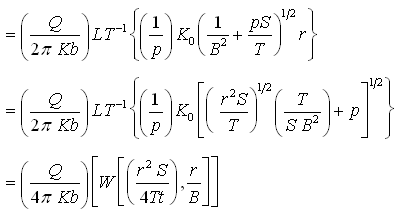 = (Q / 2π Kb) LT⁻¹ {(1/p) K₀ (1/B² + pS/T)^1/2 r}
= (Q / 2π Kb) LT⁻¹ {(1/p) K₀ [(r²S/T)^1/2 (T/S B²) + p]^1/2}
= (Q / 4π Kb) [W [(r² S / 4Tt), r/B]]